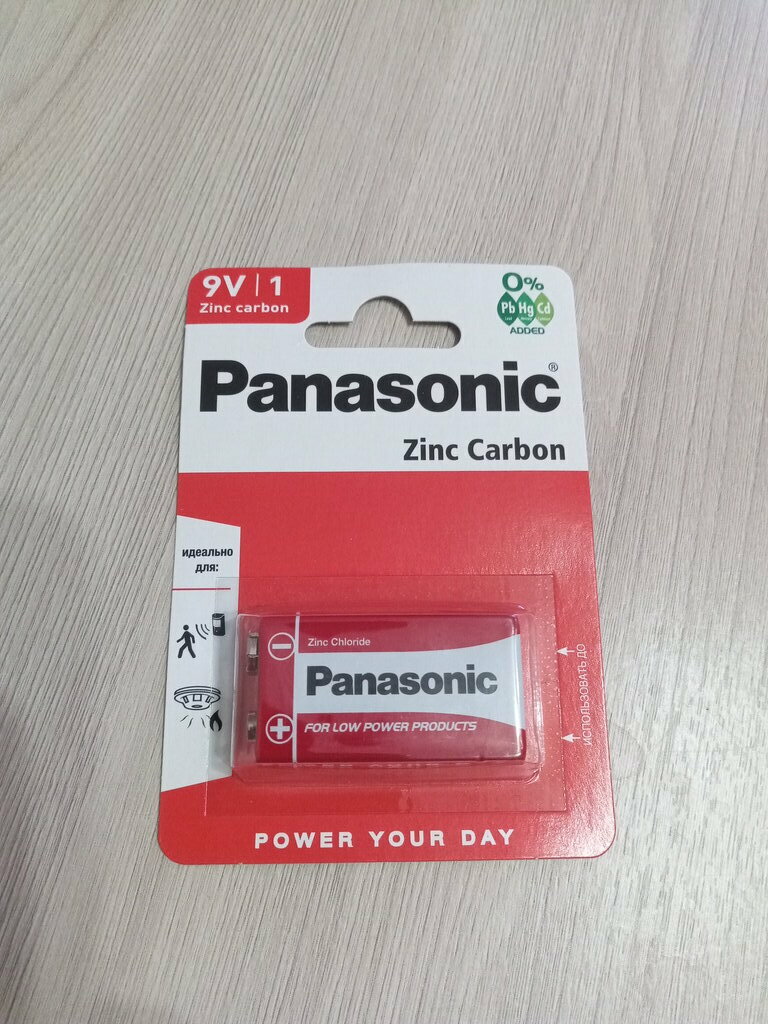 9V | 1
Zinc carbon
0%
Pb Hg Cd
ADDED
Panasonic®
Zinc Carbon
идеально
для:
Zinc Chloride
Panasonic
FOR LOW POWER PRODUCTS
ИСПОЛЬЗОВАТЬ ДО
POWER YOUR DAY